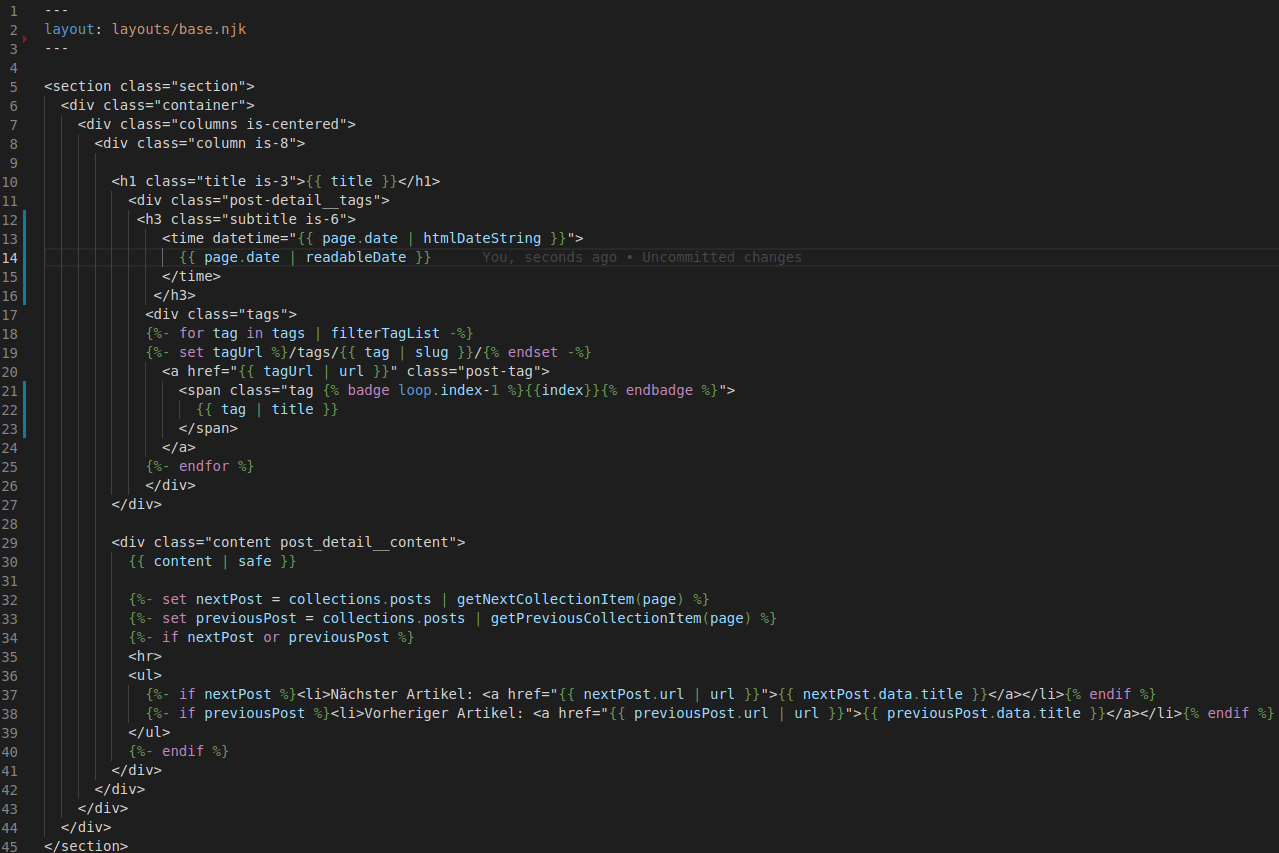 1 ---
2 layout: layouts/base.njk
3 ---
4
5 <section class="section">
6   <div class="container">
7     <div class="columns is-centered">
8       <div class="column is-8">
9
10         <h1 class="title is-3">{{ title }}</h1>
11           <div class="post-detail__tags">
12            <h3 class="subtitle is-6">
13               <time datetime="{{ page.date | htmlDateString }}">
14                 {{ page.date | readableDate }}      You, seconds ago • Uncommitted changes
15               </time>
16              </h3>
17             <div class="tags">
18             {%- for tag in tags | filterTagList -%}
19             {%- set tagUrl %}/tags/{{ tag | slug }}/{% endset -%}
20               <a href="{{ tagUrl | url }}" class="post-tag">
21                 <span class="tag {% badge loop.index-1 %}{{index}}{% endbadge %}">
22                   {{ tag | title }}
23                 </span>
24               </a>
25             {%- endfor %}
26             </div>
27         </div>
28
29         <div class="content post_detail__content">
30           {{ content | safe }}
31
32           {%- set nextPost = collections.posts | getNextCollectionItem(page) %}
33           {%- set previousPost = collections.posts | getPreviousCollectionItem(page) %}
34           {%- if nextPost or previousPost %}
35           <hr>
36           <ul>
37             {%- if nextPost %}<li>Nächster Artikel: <a href="{{ nextPost.url | url }}">{{ nextPost.data.title }}</a></li>{% endif %}
38             {%- if previousPost %}<li>Vorheriger Artikel: <a href="{{ previousPost.url | url }}">{{ previousPost.data.title }}</a></li>{% endif %}
39           </ul>
40           {%- endif %}
41         </div>
42       </div>
43     </div>
44   </div>
45 </section>